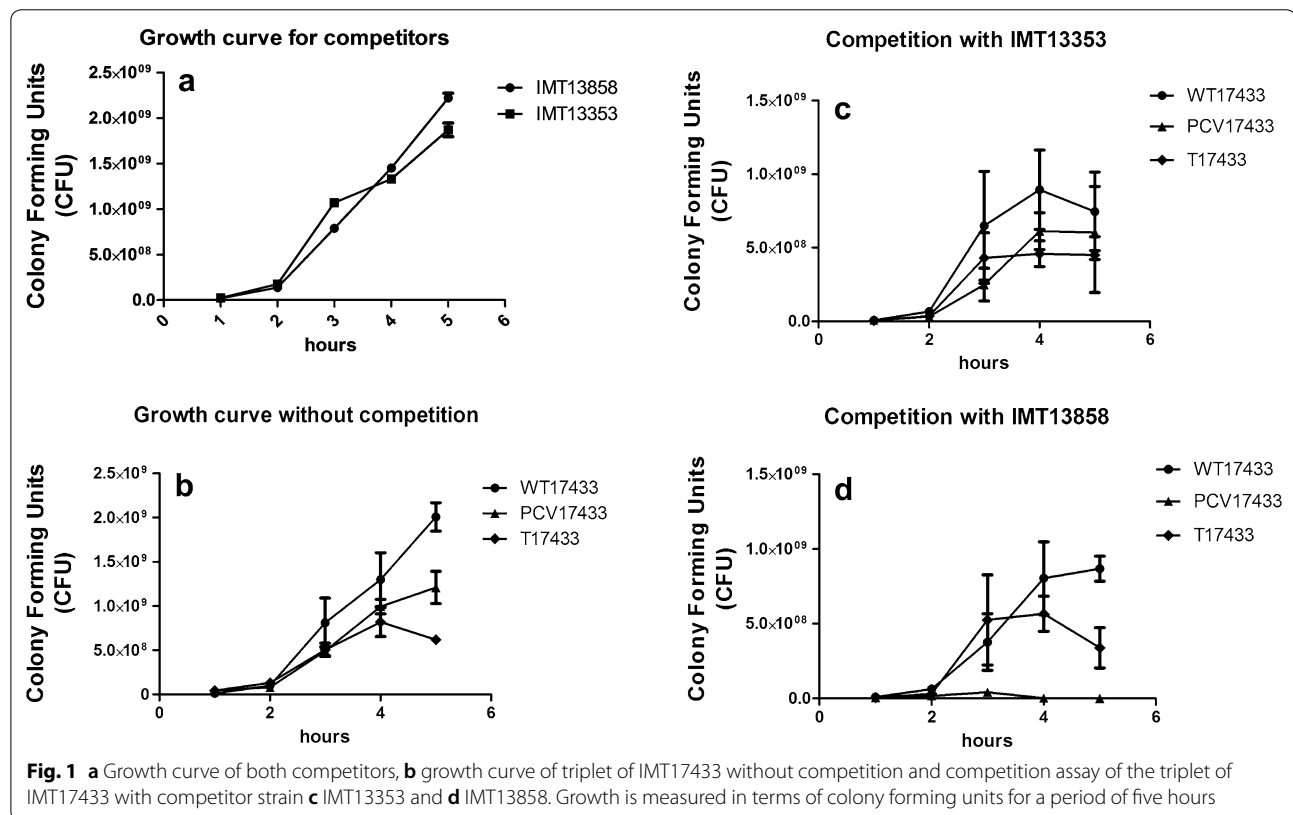 Growth curve for competitors
a
Colony Forming Units
(CFU)
2.5×10⁰⁹
2.0×10⁰⁹
1.5×10⁰⁹
1.0×10⁰⁹
5.0×10⁰⁸
0.0
0 1 2 3 4 5 6
hours
IMT13858
IMT13353
Competition with IMT13353
c
Colony Forming Units
(CFU)
1.5×10⁰⁹
1.0×10⁰⁹
5.0×10⁰⁸
0.0
0 2 4 6
hours
WT17433
PCV17433
T17433
Growth curve without competition
b
Colony Forming Units
(CFU)
2.5×10⁹
2.0×10⁹
1.5×10⁹
1.0×10⁹
5.0×10⁸
0
0 2 4 6
hours
WT17433
PCV17433
T17433
Competition with IMT13858
d
Colony Forming Units
(CFU)
1.5×10⁰⁹
1.0×10⁰⁹
5.0×10⁰⁸
0.0
0 2 4 6
hours
WT17433
PCV17433
T17433
Fig. 1 a Growth curve of both competitors, b growth curve of triplet of IMT17433 without competition and competition assay of the triplet of
IMT17433 with competitor strain c IMT13353 and d IMT13858. Growth is measured in terms of colony forming units for a period of five hours